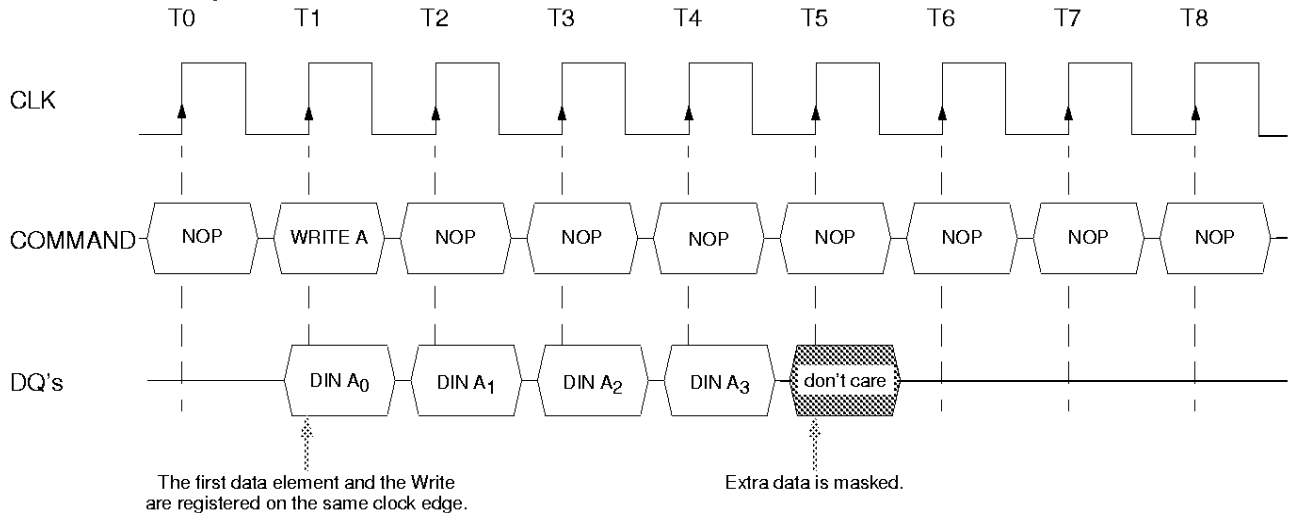 T0 T1 T2 T3 T4 T5 T6 T7 T8
CLK
COMMAND NOP WRITE A NOP NOP NOP NOP NOP NOP NOP
DQ's DIN A0 DIN A1 DIN A2 DIN A3 don't care
The first data element and the Write
are registered on the same clock edge.
Extra data is masked.